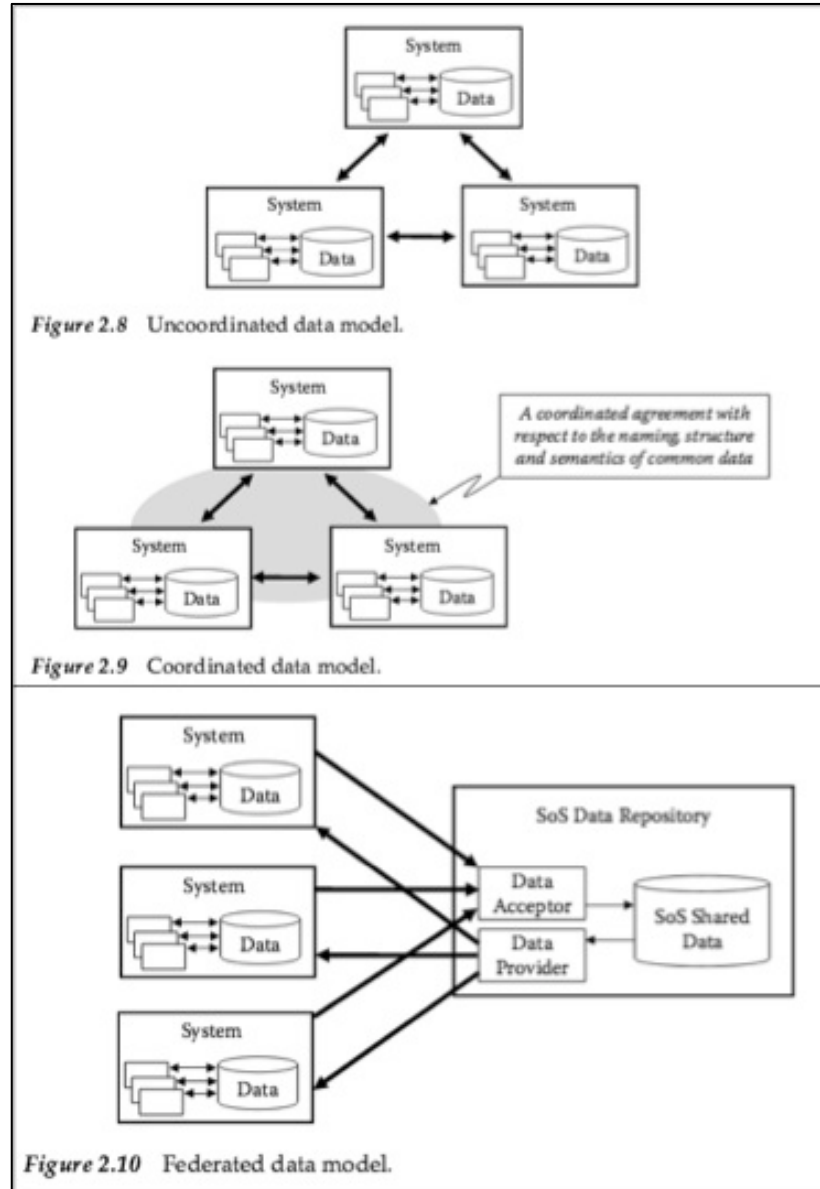 System
Data
System
Data
System
Data
Figure 2.8 Uncoordinated data model.
System
Data
A coordinated agreement with
respect to the naming, structure
and semantics of common data
System
Data
System
Data
Figure 2.9 Coordinated data model.
System
Data
System
Data
System
Data
SoS Data Repository
Data
Acceptor
SoS Shared
Data
Data
Provider
Figure 2.10 Federated data model.